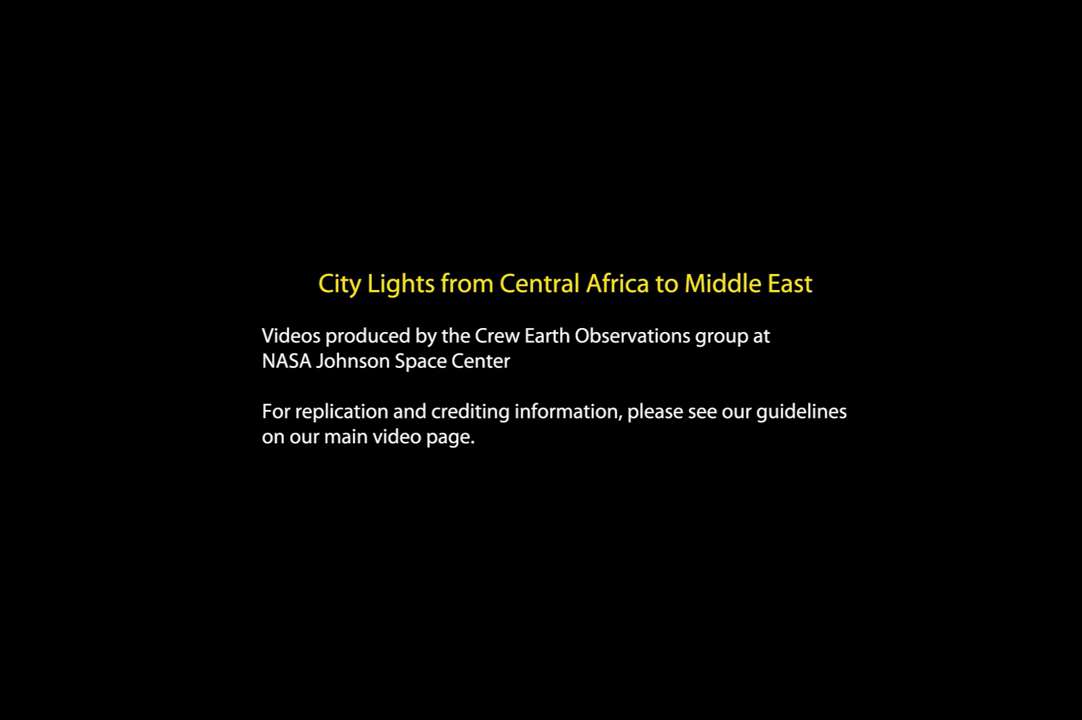 City Lights from Central Africa to Middle East
Videos produced by the Crew Earth Observations group at
NASA Johnson Space Center
For replication and crediting information, please see our guidelines
on our main video page.